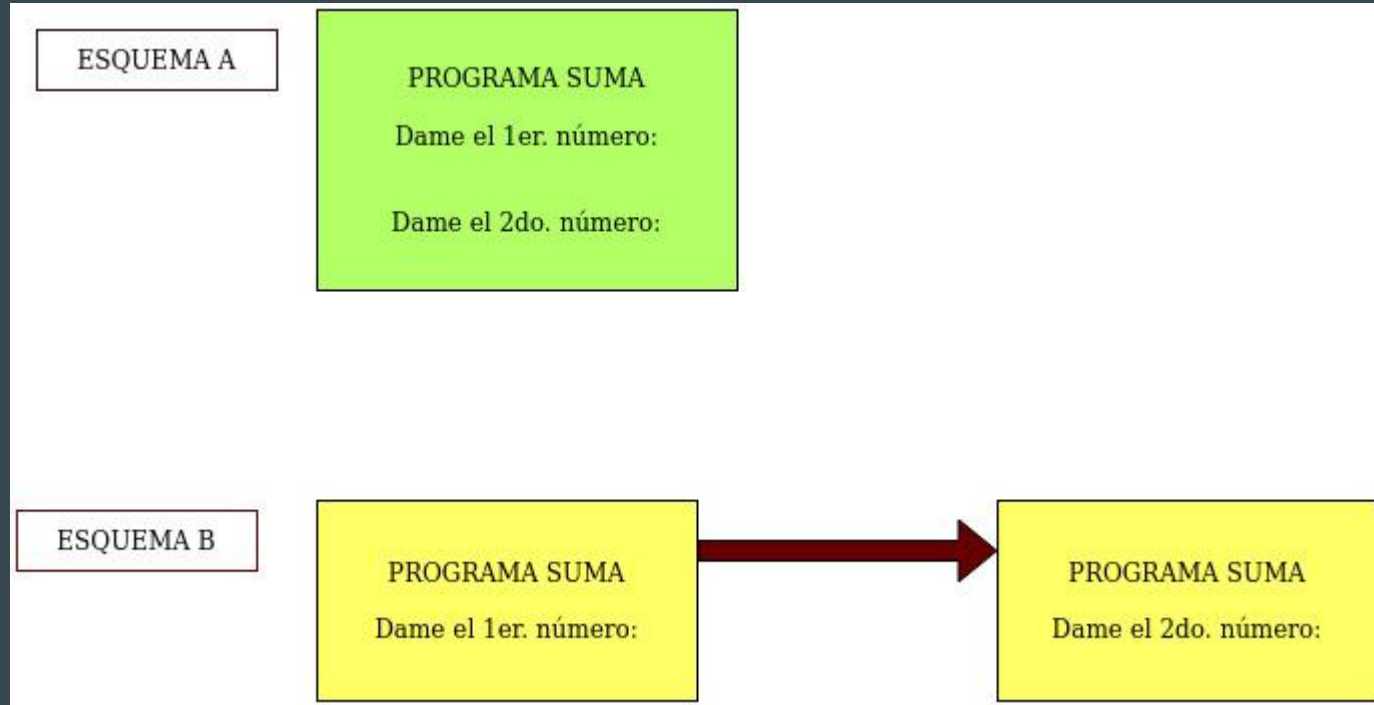 ESQUEMA A
PROGRAMA SUMA
Dame el 1er. número:
Dame el 2do. número:
ESQUEMA B
PROGRAMA SUMA
Dame el 1er. número:
PROGRAMA SUMA
Dame el 2do. número: